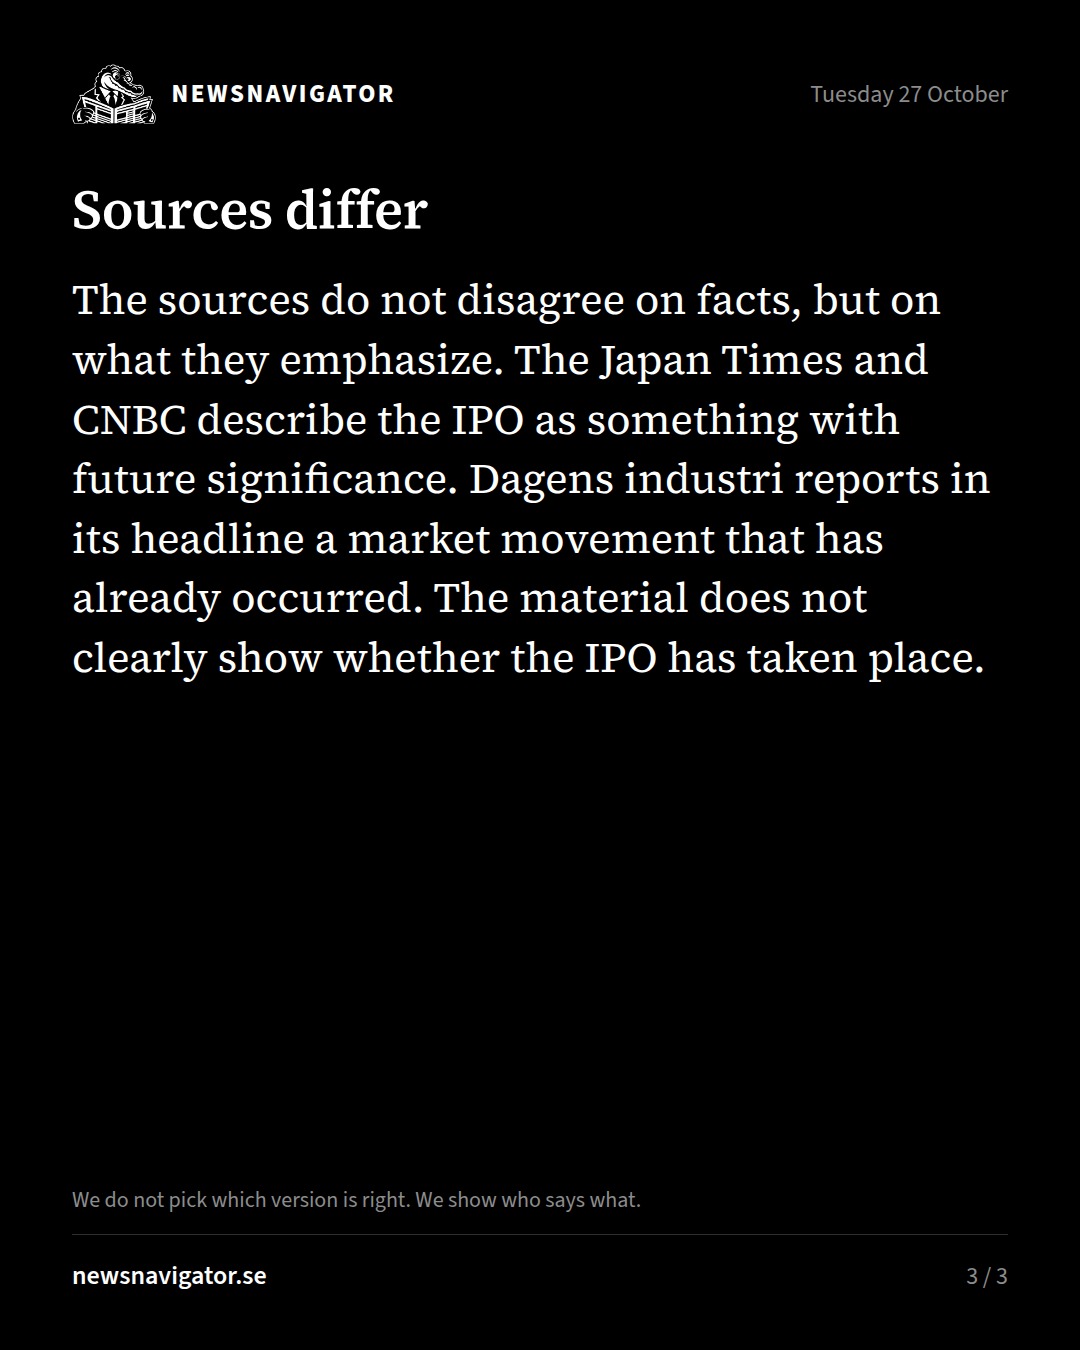 NEWSNAVIGATOR
Tuesday 27 October
Sources differ
The sources do not disagree on facts, but on
what they emphasize. The Japan Times and
CNBC describe the IPO as something with
future significance. Dagens industri reports in
its headline a market movement that has
already occurred. The material does not
clearly show whether the IPO has taken place.
We do not pick which version is right. We show who says what.
newsnavigator.se
3 / 3